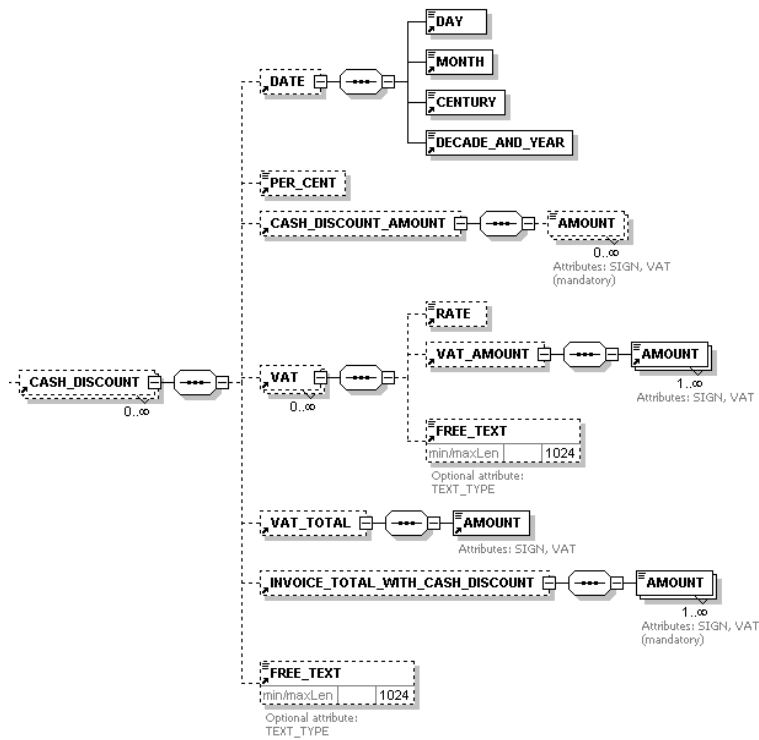 DAY
MONTH
DATE
CENTURY
DECADE_AND_YEAR
PER_CENT
CASH_DISCOUNT_AMOUNT
AMOUNT
0..∞
Attributes: SIGN, VAT
(mandatory)
RATE
VAT_AMOUNT
AMOUNT
1..∞
Attributes: SIGN, VAT
CASH_DISCOUNT
0..∞
VAT
0..∞
FREE_TEXT
min/maxLen 1024
Optional attribute:
TEXT_TYPE
VAT_TOTAL
AMOUNT
Attributes: SIGN, VAT
INVOICE_TOTAL_WITH_CASH_DISCOUNT
AMOUNT
1..∞
Attributes: SIGN, VAT
(mandatory)
FREE_TEXT
min/maxLen 1024
Optional attribute:
TEXT_TYPE